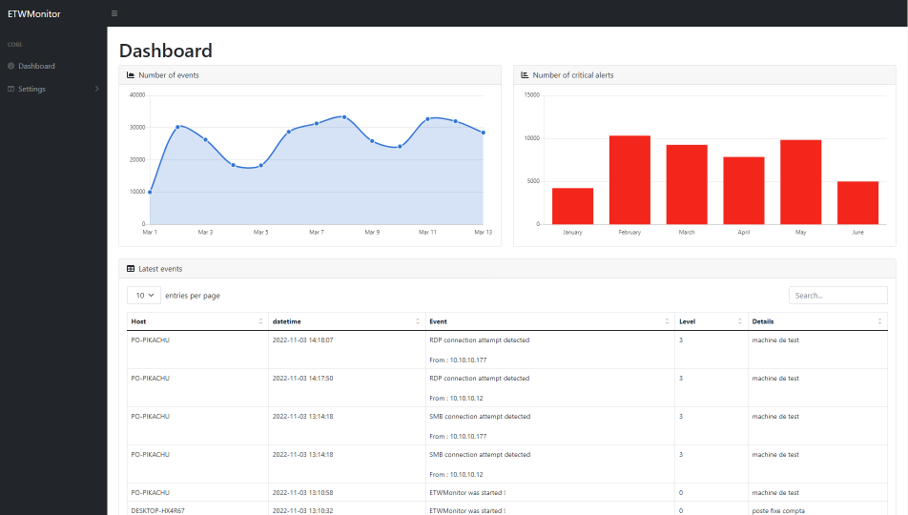 ETWMonitor
CORE
Dashboard
Settings
Dashboard
Number of events
40000
30000
20000
10000
0
Mar 1 Mar 3 Mar 5 Mar 7 Mar 9 Mar 11 Mar 13
Number of critical alerts
15000
10000
5000
0
January February March April May June
Latest events
10 entries per page
Search...
Host datetime Event Level Details
PO-PIKACHU 2022-11-03 14:18:07 RDP connection attempt detected 3 machine de test
From : 10.10.10.177
PO-PIKACHU 2022-11-03 14:17:50 RDP connection attempt detected 3 machine de test
From : 10.10.10.12
PO-PIKACHU 2022-11-03 13:14:18 SMB connection attempt detected 3 machine de test
From : 10.10.10.177
PO-PIKACHU 2022-11-03 13:14:18 SMB connection attempt detected 3 machine de test
From : 10.10.10.12
PO-PIKACHU 2022-11-03 13:10:58 ETWMonitor was started ! 0 machine de test
DESKTOP-HX4R67 2022-11-03 13:10:32 ETWMonitor was started ! 0 poste fixe compta